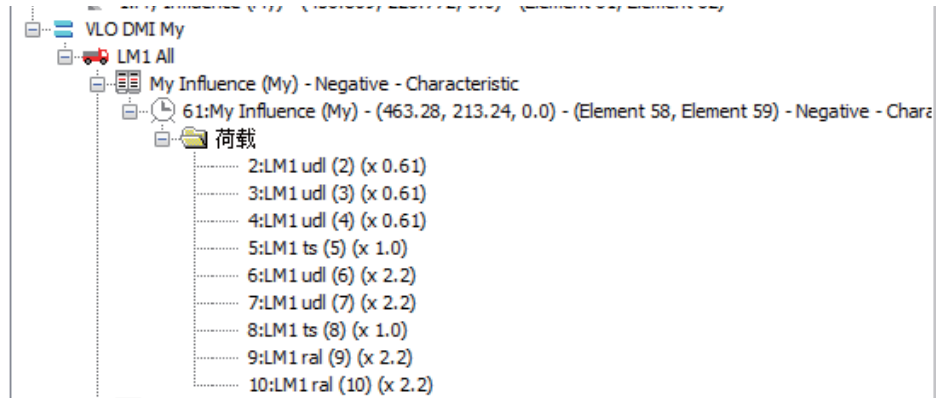 VLO DMI My
LM1 All
My Influence (My) - Negative - Characteristic
61:My Influence (My) - (463.28, 213.24, 0.0) - (Element 58, Element 59) - Negative - Chara
荷载
2:LM1 udl (2) (x 0.61)
3:LM1 udl (3) (x 0.61)
4:LM1 udl (4) (x 0.61)
5:LM1 ts (5) (x 1.0)
6:LM1 udl (6) (x 2.2)
7:LM1 udl (7) (x 2.2)
8:LM1 ts (8) (x 1.0)
9:LM1 ral (9) (x 2.2)
10:LM1 ral (10) (x 2.2)